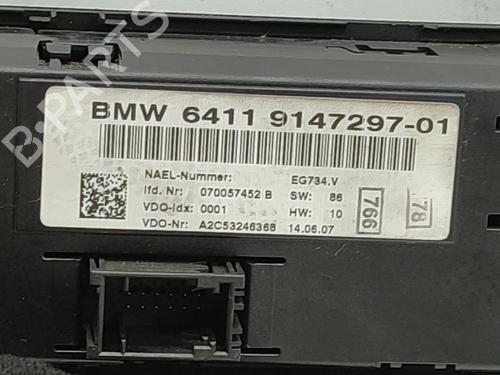 BMW 6411 9147297-01
NAEL-Nummer: EG734.V
lfd. Nr: 070057452 B SW: 86
VDO-Idx: 0001 HW: 10
VDO-Nr: A2C53246368 14.06.07
766
78
B-PARTS